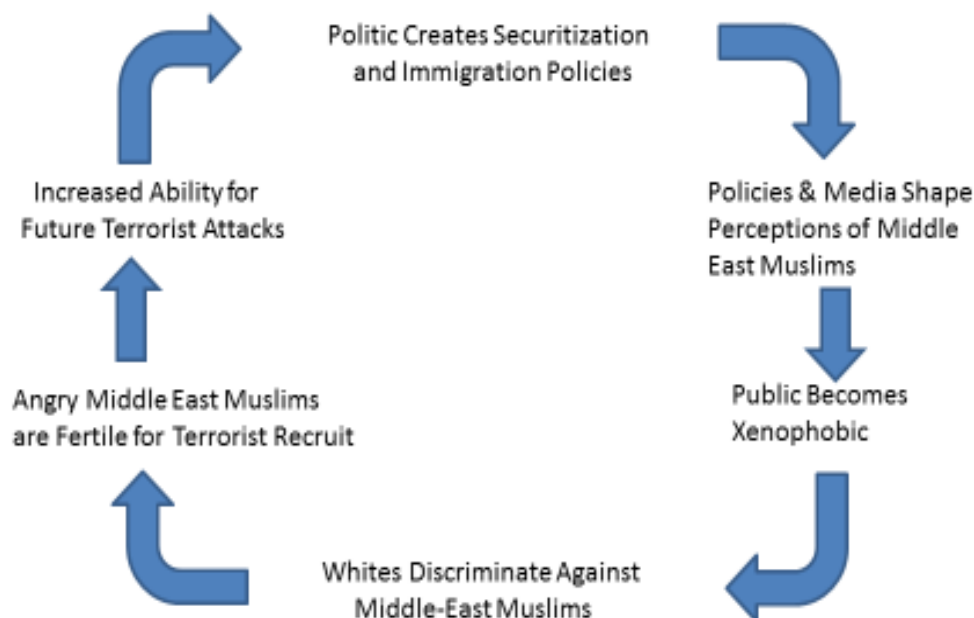 Politic Creates Securitization
and Immigration Policies
Policies & Media Shape
Perceptions of Middle
East Muslims
Public Becomes
Xenophobic
Whites Discriminate Against
Middle-East Muslims
Angry Middle East Muslims
are Fertile for Terrorist Recruit
Increased Ability for
Future Terrorist Attacks